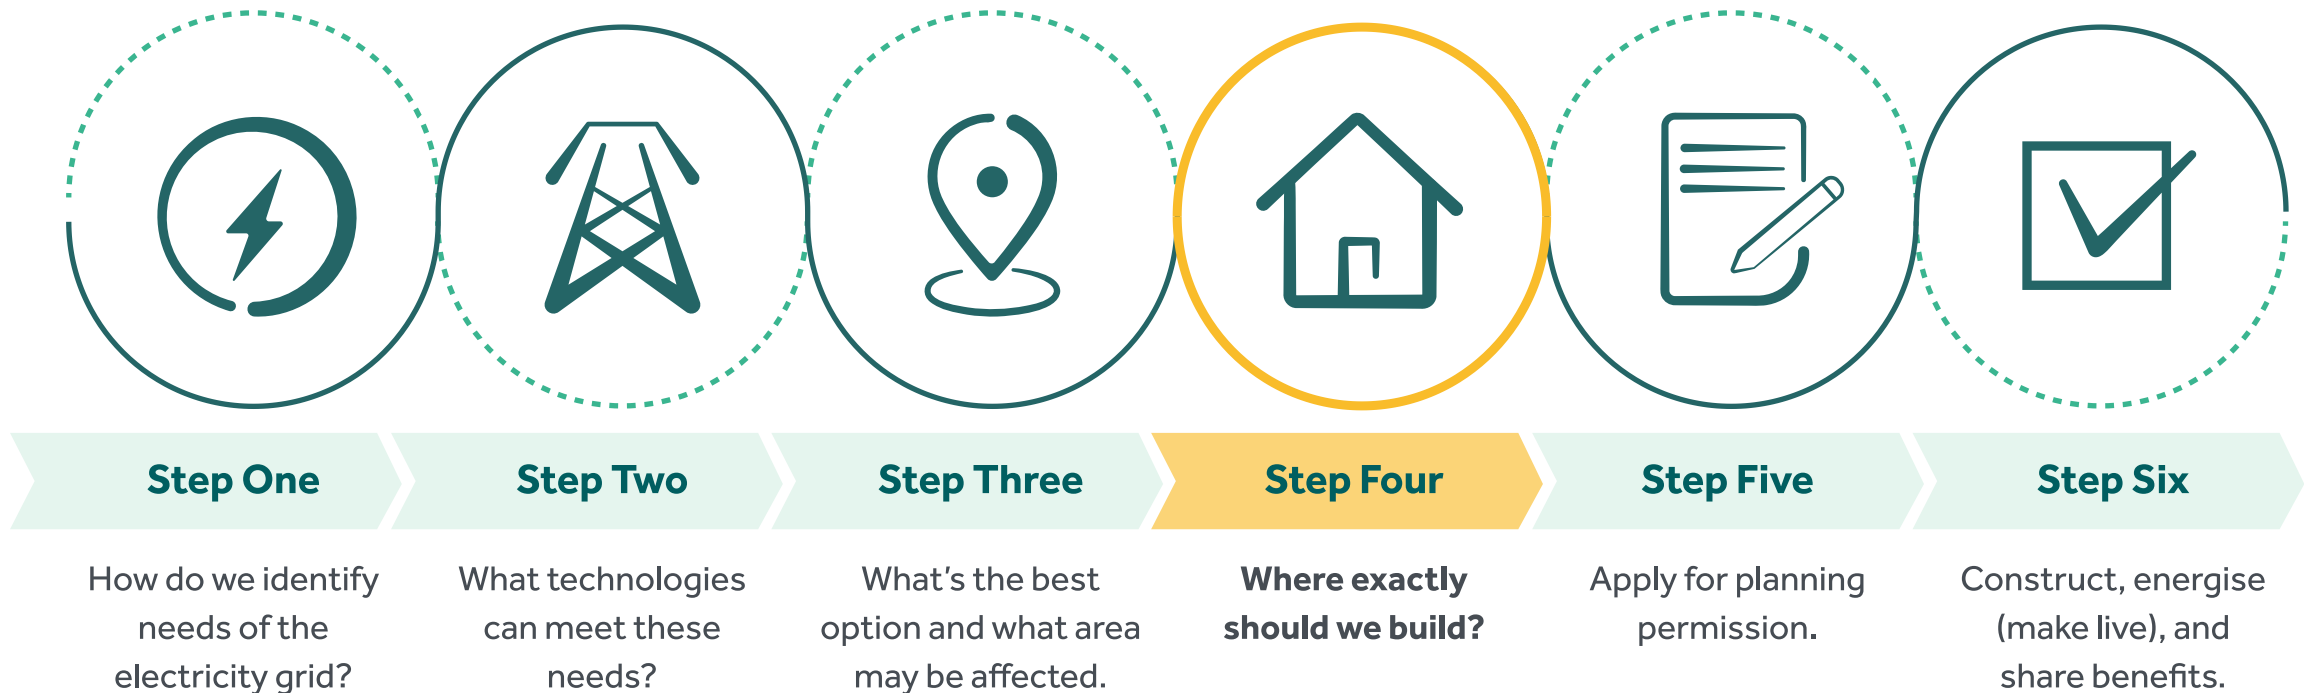 Step One
Step Two
Step Three
Step Four
Step Five
Step Six
How do we identify
needs of the
electricity grid?
What technologies
can meet these
needs?
What's the best
option and what area
may be affected.
Where exactly
should we build?
Apply for planning
permission.
Construct, energise
(make live), and
share benefits.